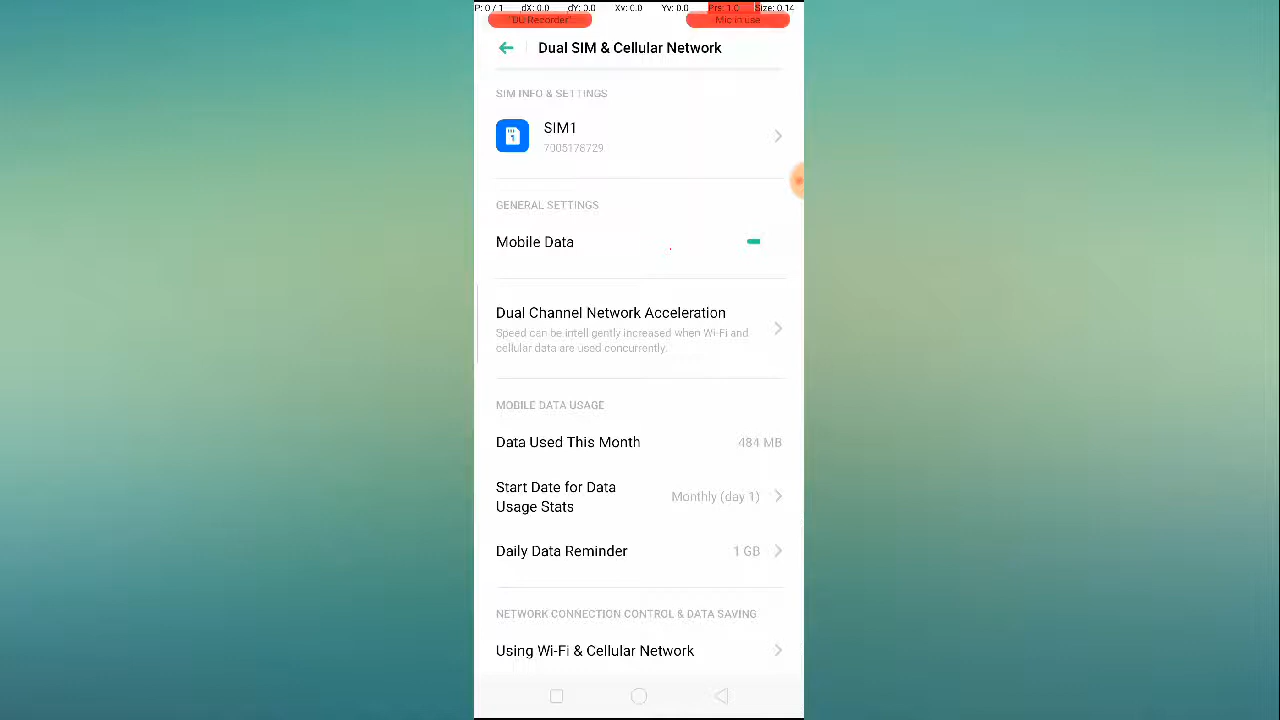 P: 0 / 1 dX: 0.0 dY: 0.0 Xv: 0.0 Yv: 0.0 Prs: 1.0 Size: 0.14
"DU Recorder"... Mic in use
Dual SIM & Cellular Network
SIM INFO & SETTINGS
SIM1
7005178729
GENERAL SETTINGS
Mobile Data
Dual Channel Network Acceleration
Speed can be intell gently increased when Wi-Fi and
cellular data are used concurrently.
MOBILE DATA USAGE
Data Used This Month 484 MB
Start Date for Data
Usage Stats
Monthly (day 1)
Daily Data Reminder 1 GB
NETWORK CONNECTION CONTROL & DATA SAVING
Using Wi-Fi & Cellular Network